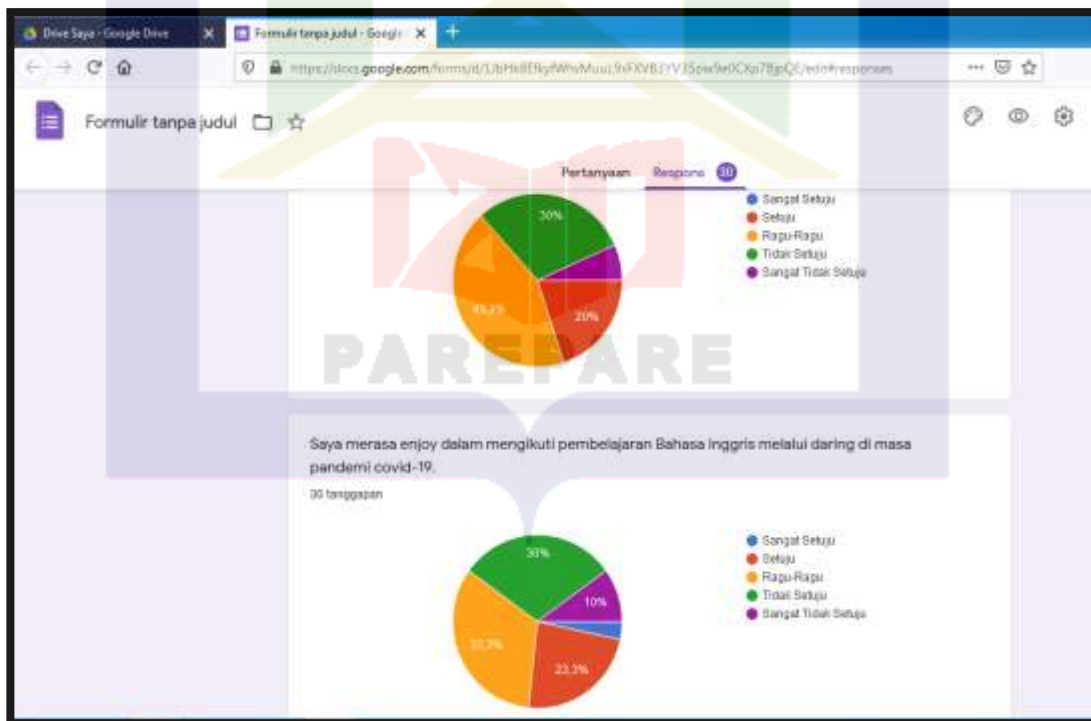 Drive Saya - Google Drive
Formulir tanpa judul - Google
Formulir tanpa judul
Pertanyaan Respons 30
30%
20%
Sangat Setuju
Setuju
Ragu-Ragu
Tidak Setuju
Sangat Tidak Setuju
PAREPARE
Saya merasa enjoy dalam mengikuti pembelajaran Bahasa Inggris melalui daring di masa
pandemi covid-19.
30 tanggapan
30%
10%
33,3%
23,3%
Sangat Setuju
Setuju
Ragu-Ragu
Tidak Setuju
Sangat Tidak Setuju